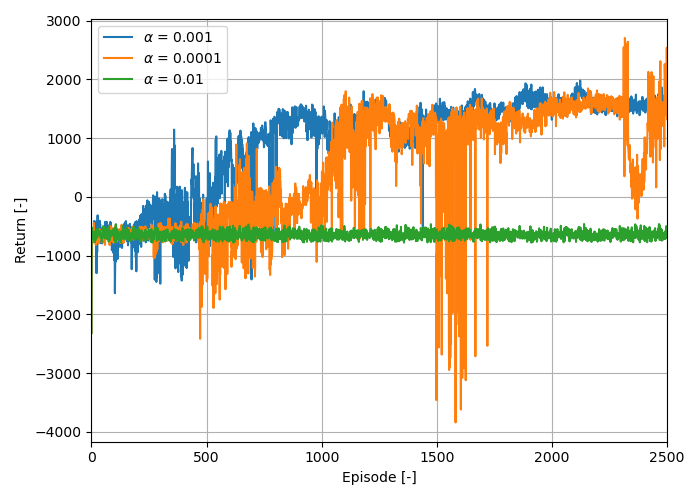 3000
2000
1000
0
−1000
−2000
−3000
−4000
Return [-]
α = 0.001
α = 0.0001
α = 0.01
0 500 1000 1500 2000 2500
Episode [-]